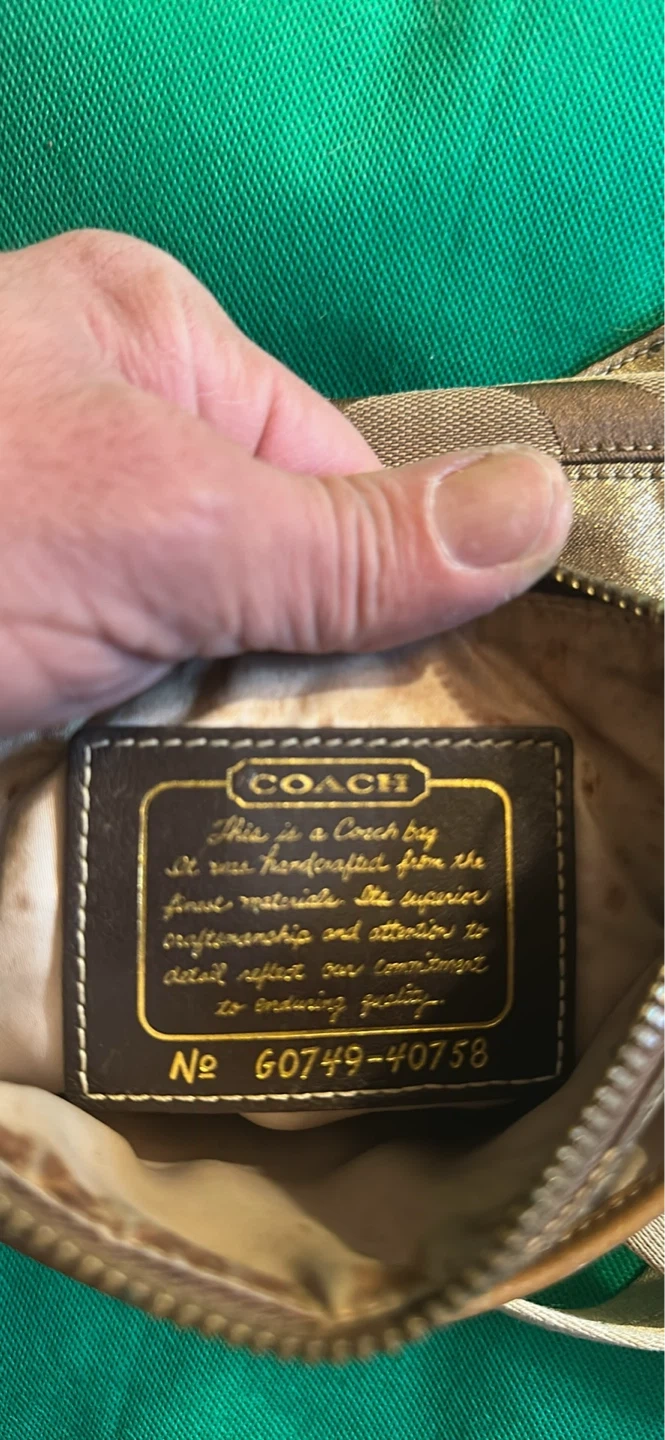 COACH
This is a Coach bag
It was handcrafted from the
finest materials. Its superior
craftsmanship and attention to
detail reflect our commitment
to enduring quality.
Nº G0749-40758